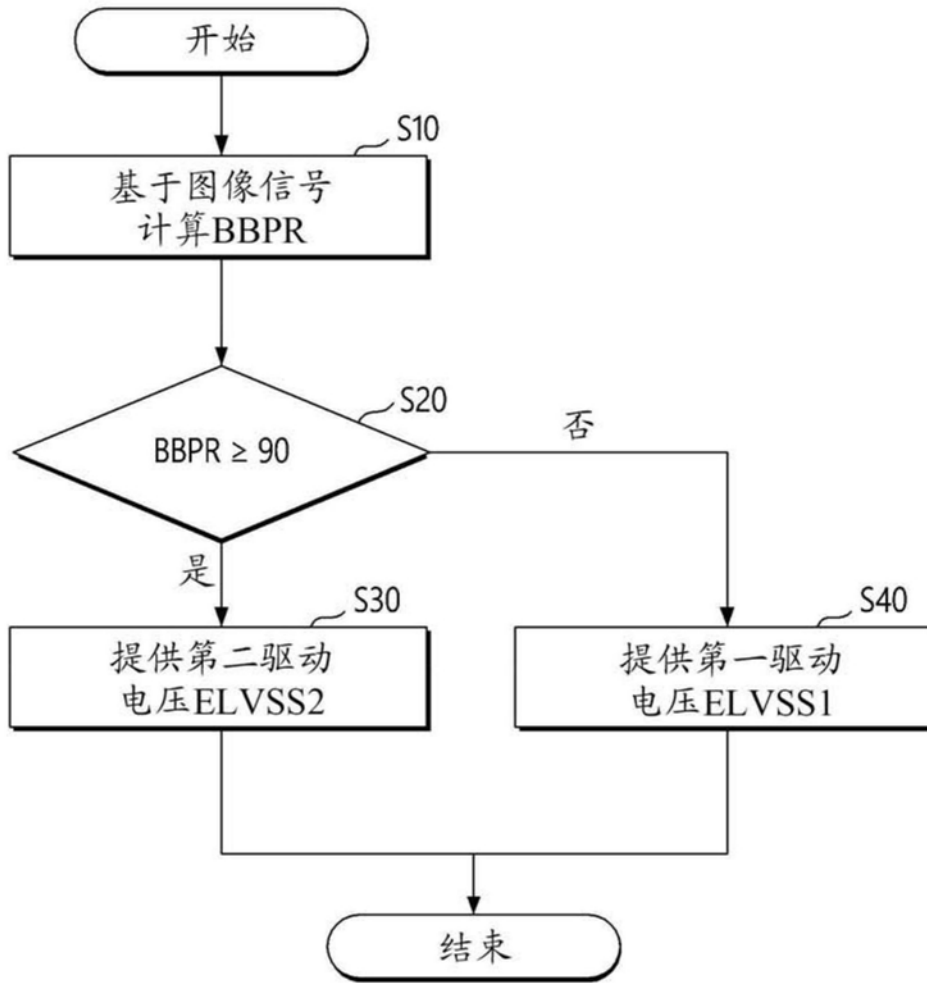 开始
S10
基于图像信号
计算BBPR
S20
BBPR ≥ 90
否
是
S30
提供第二驱动
电压ELVSS2
S40
提供第一驱动
电压ELVSS1
结束